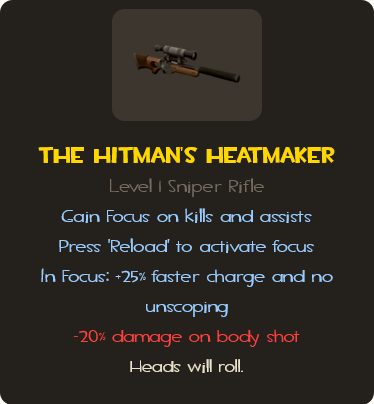 THE HITMAN'S HEATMAKER
Level 1 Sniper Rifle
Gain Focus on kills and assists
Press 'Reload' to activate focus
In Focus: +25% faster charge and no
unscoping
-20% damage on body shot
Heads will roll.